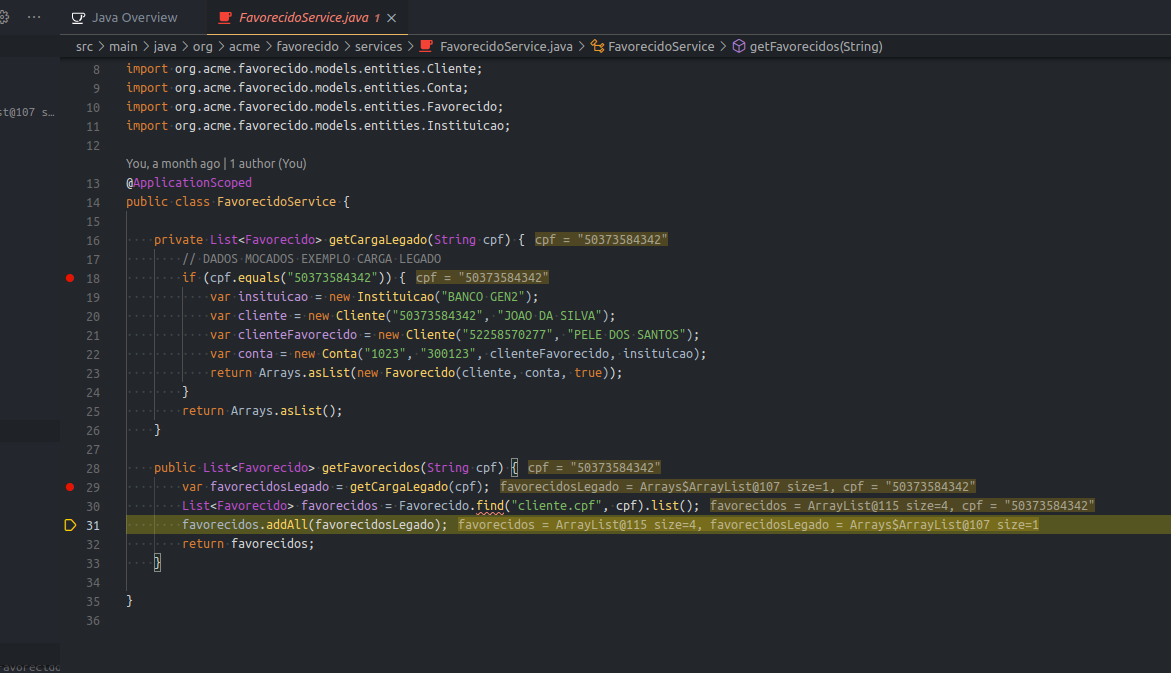 Java Overview
FavorecidoService.java 1
src > main > java > org > acme > favorecido > services > FavorecidoService.java > FavorecidoService > getFavorecidos(String)
8 import org.acme.favorecido.models.entities.Cliente;
9 import org.acme.favorecido.models.entities.Conta;
10 import org.acme.favorecido.models.entities.Favorecido;
11 import org.acme.favorecido.models.entities.Instituicao;
12
You, a month ago | 1 author (You)
13 @ApplicationScoped
14 public class FavorecidoService {
15
16 private List<Favorecido> getCargaLegado(String cpf) { cpf = "50373584342"
17 // DADOS MOCADOS EXEMPLO CARGA LEGADO
18 if (cpf.equals("50373584342")) { cpf = "50373584342"
19 var insituicao = new Instituicao("BANCO GEN2");
20 var cliente = new Cliente("50373584342", "JOAO DA SILVA");
21 var clienteFavorecido = new Cliente("52258570277", "PELE DOS SANTOS");
22 var conta = new Conta("1023", "300123", clienteFavorecido, insituicao);
23 return Arrays.asList(new Favorecido(cliente, conta, true));
24 }
25 return Arrays.asList();
26 }
27
28 public List<Favorecido> getFavorecidos(String cpf) { cpf = "50373584342"
29 var favorecidosLegado = getCargaLegado(cpf); favorecidosLegado = Arrays$ArrayList@107 size=1, cpf = "50373584342"
30 List<Favorecido> favorecidos = Favorecido.find("cliente.cpf", cpf).list(); favorecidos = ArrayList@115 size=4, cpf = "50373584342"
31 favorecidos.addAll(favorecidosLegado); favorecidos = ArrayList@115 size=4, favorecidosLegado = Arrays$ArrayList@107 size=1
32 return favorecidos;
33 }
34
35 }
36
st@107 s…